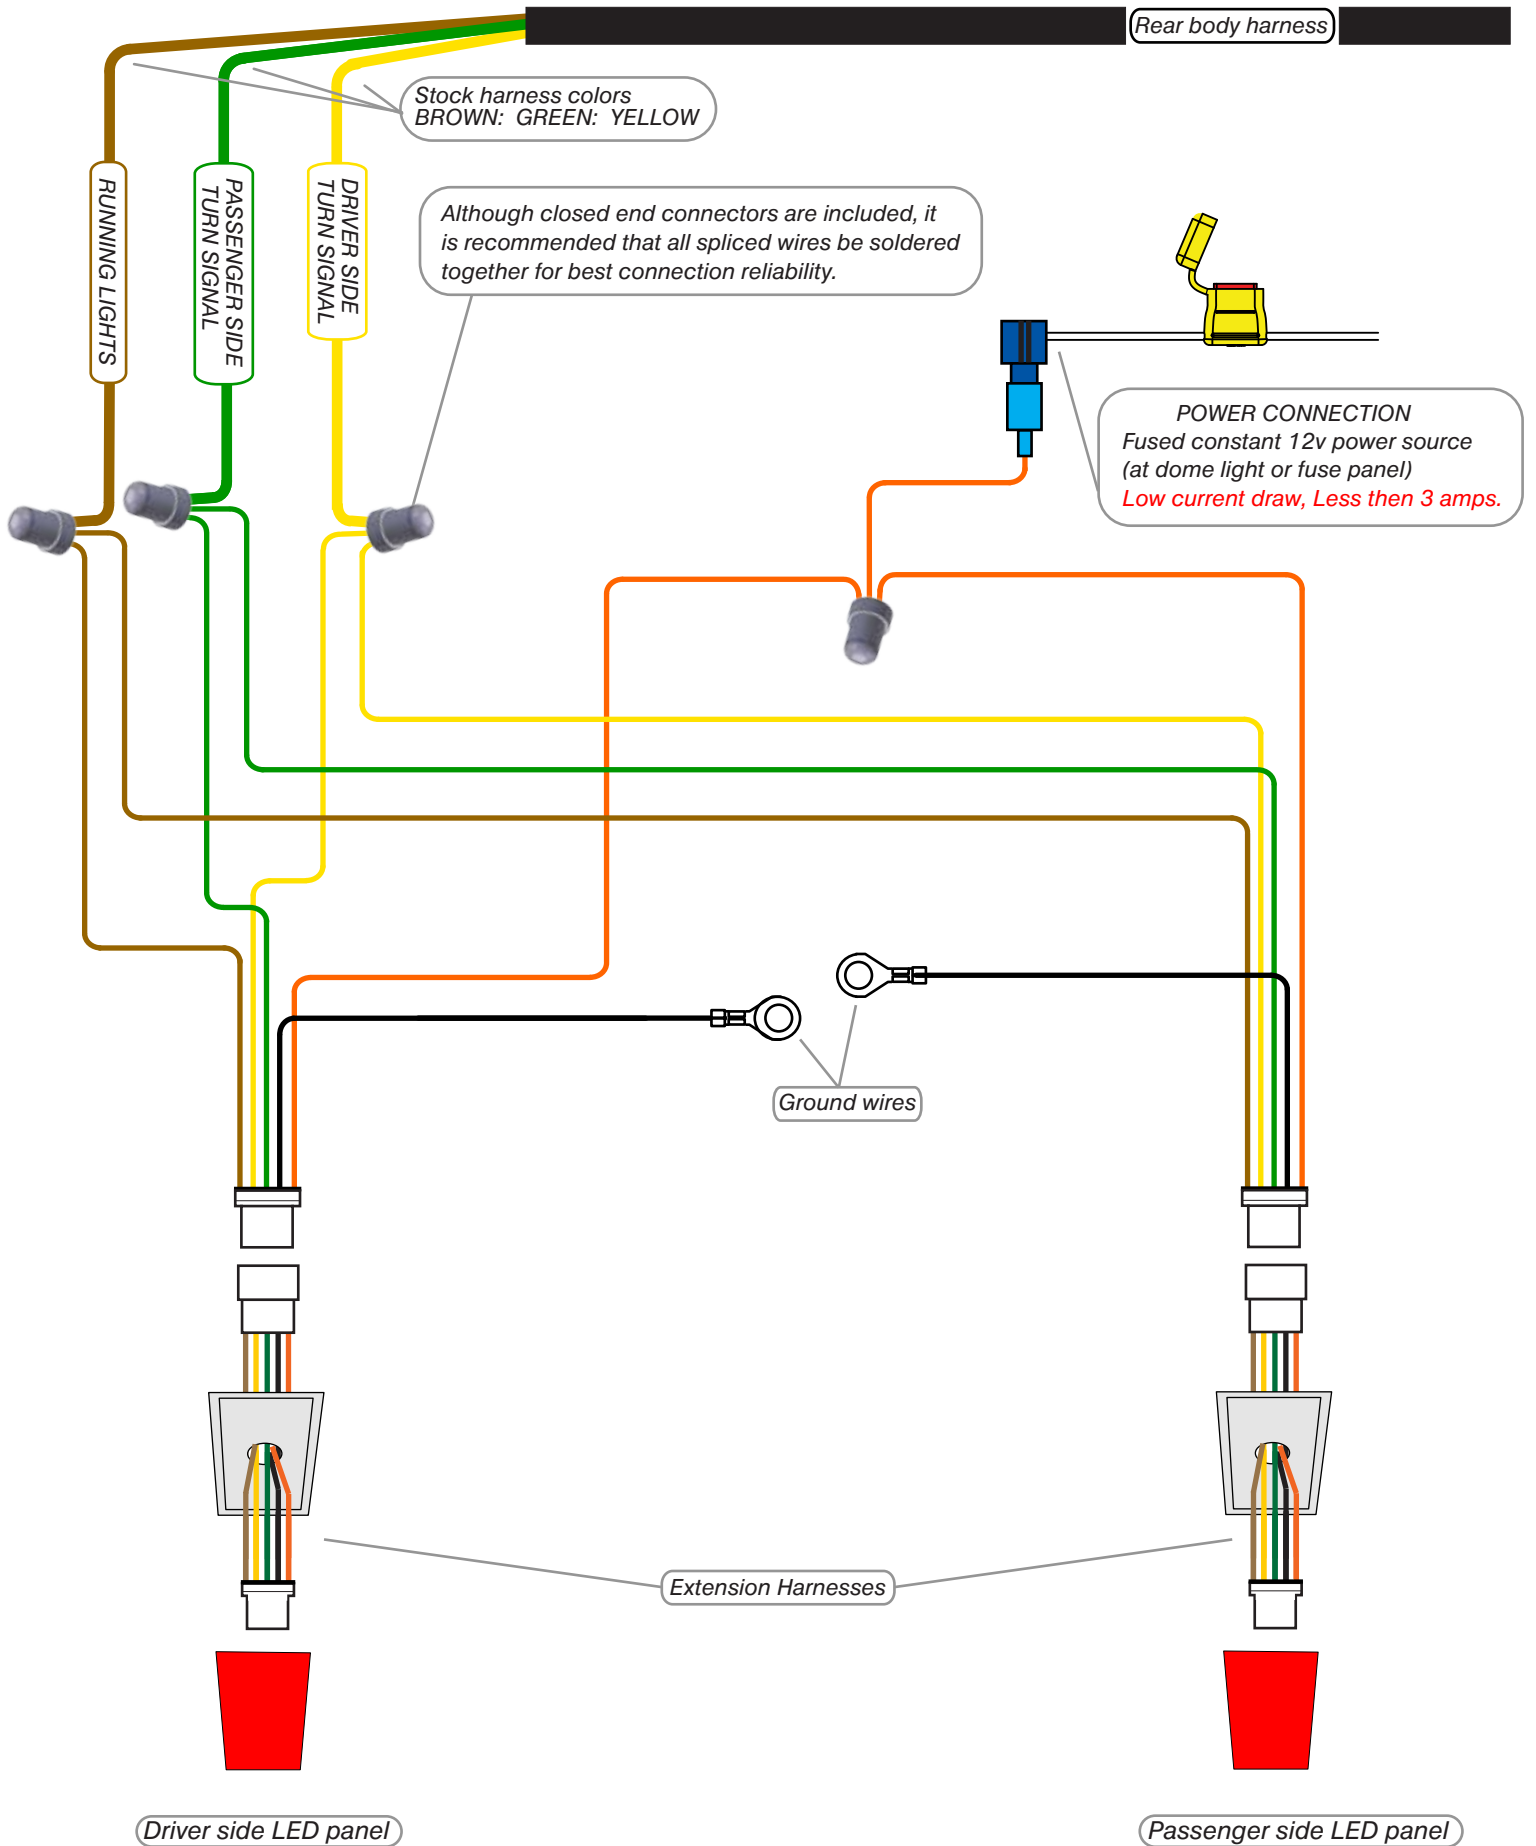 Rear body harness
Stock harness colors
BROWN: GREEN: YELLOW
RUNNING LIGHTS
PASSENGER SIDE
TURN SIGNAL
DRIVER SIDE
TURN SIGNAL
Although closed end connectors are included, it
is recommended that all spliced wires be soldered
together for best connection reliability.
POWER CONNECTION
Fused constant 12v power source
(at dome light or fuse panel)
Low current draw, Less then 3 amps.
Ground wires
Extension Harnesses
Driver side LED panel
Passenger side LED panel